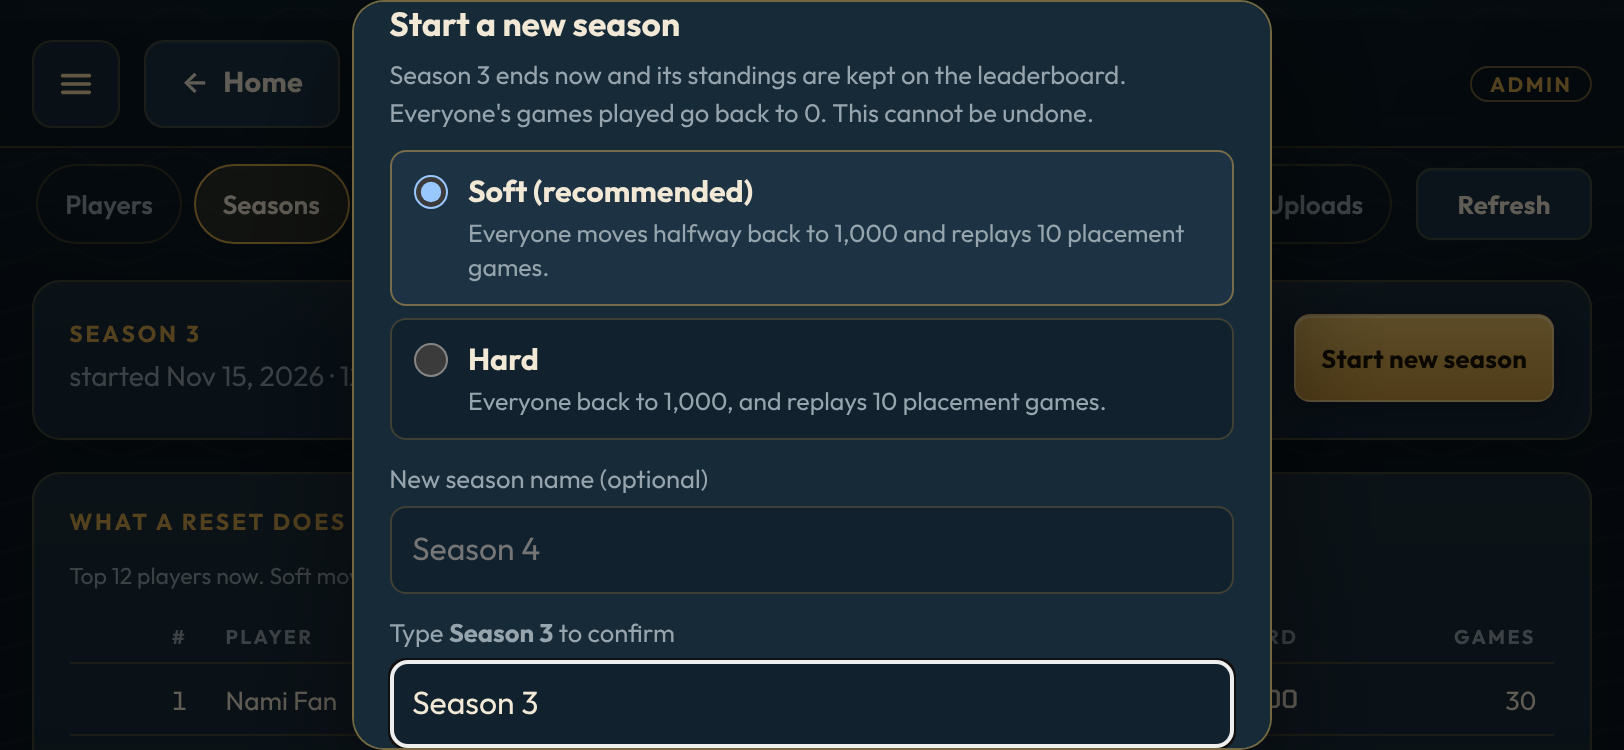 Start a new season
Season 3 ends now and its standings are kept on the leaderboard.
Everyone's games played go back to 0. This cannot be undone.
← Home
ADMIN
Players
Seasons
Uploads
Refresh
Soft (recommended)
Everyone moves halfway back to 1,000 and replays 10 placement
games.
SEASON 3
started Nov 15, 2026 ·
Start new season
Hard
Everyone back to 1,000, and replays 10 placement games.
New season name (optional)
Season 4
WHAT A RESET DOES
Top 12 players now. Soft
Type Season 3 to confirm
# PLAYER
GAMES
Season 3
1 Nami Fan
30